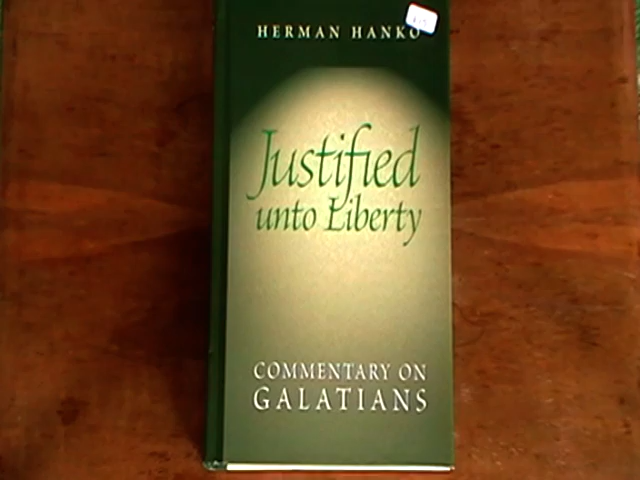 HERMAN HANKO
Justified
unto Liberty
COMMENTARY ON
GALATIANS